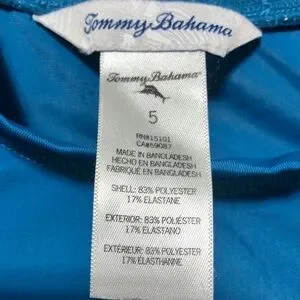 Tommy Bahama
Tommy Bahama
5
RN#15101
CA#59087
MADE IN BANGLADESH
HECHO EN BANGLADESH
FABRIQUÉ EN BANGLADESH
SHELL: 83% POLYESTER
17% ELASTANE
EXTERIOR: 83% POLIÉSTER
17% ELASTANO
EXTÉRIEUR: 83% POLYESTER
17% ÉLASTHANNE